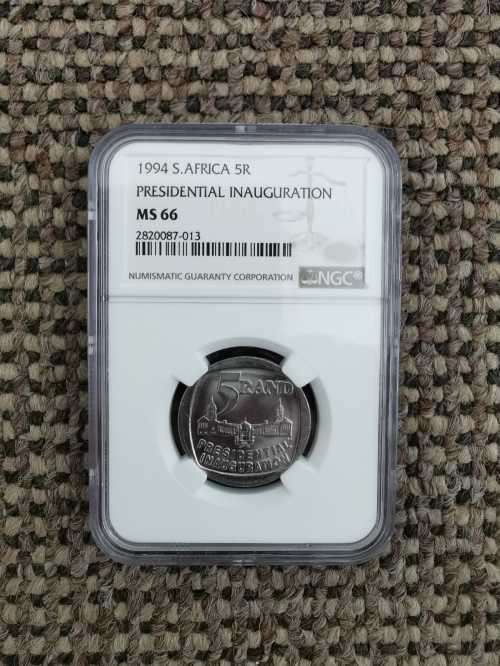 1994 S.AFRICA 5R
PRESIDENTIAL INAUGURATION
MS 66
2820087-013
NUMISMATIC GUARANTY CORPORATION
NGC®
5 RAND
PRESIDENTIAL
INAUGURATION